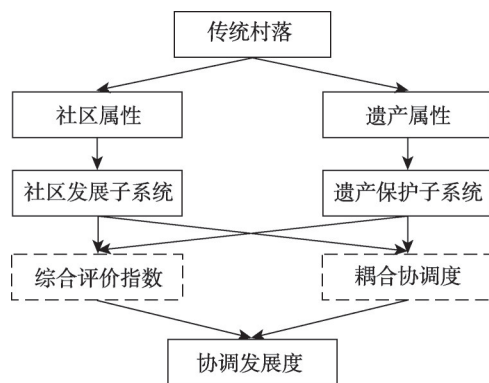 传统村落
社区属性
遗产属性
社区发展子系统
遗产保护子系统
综合评价指数
耦合协调度
协调发展度